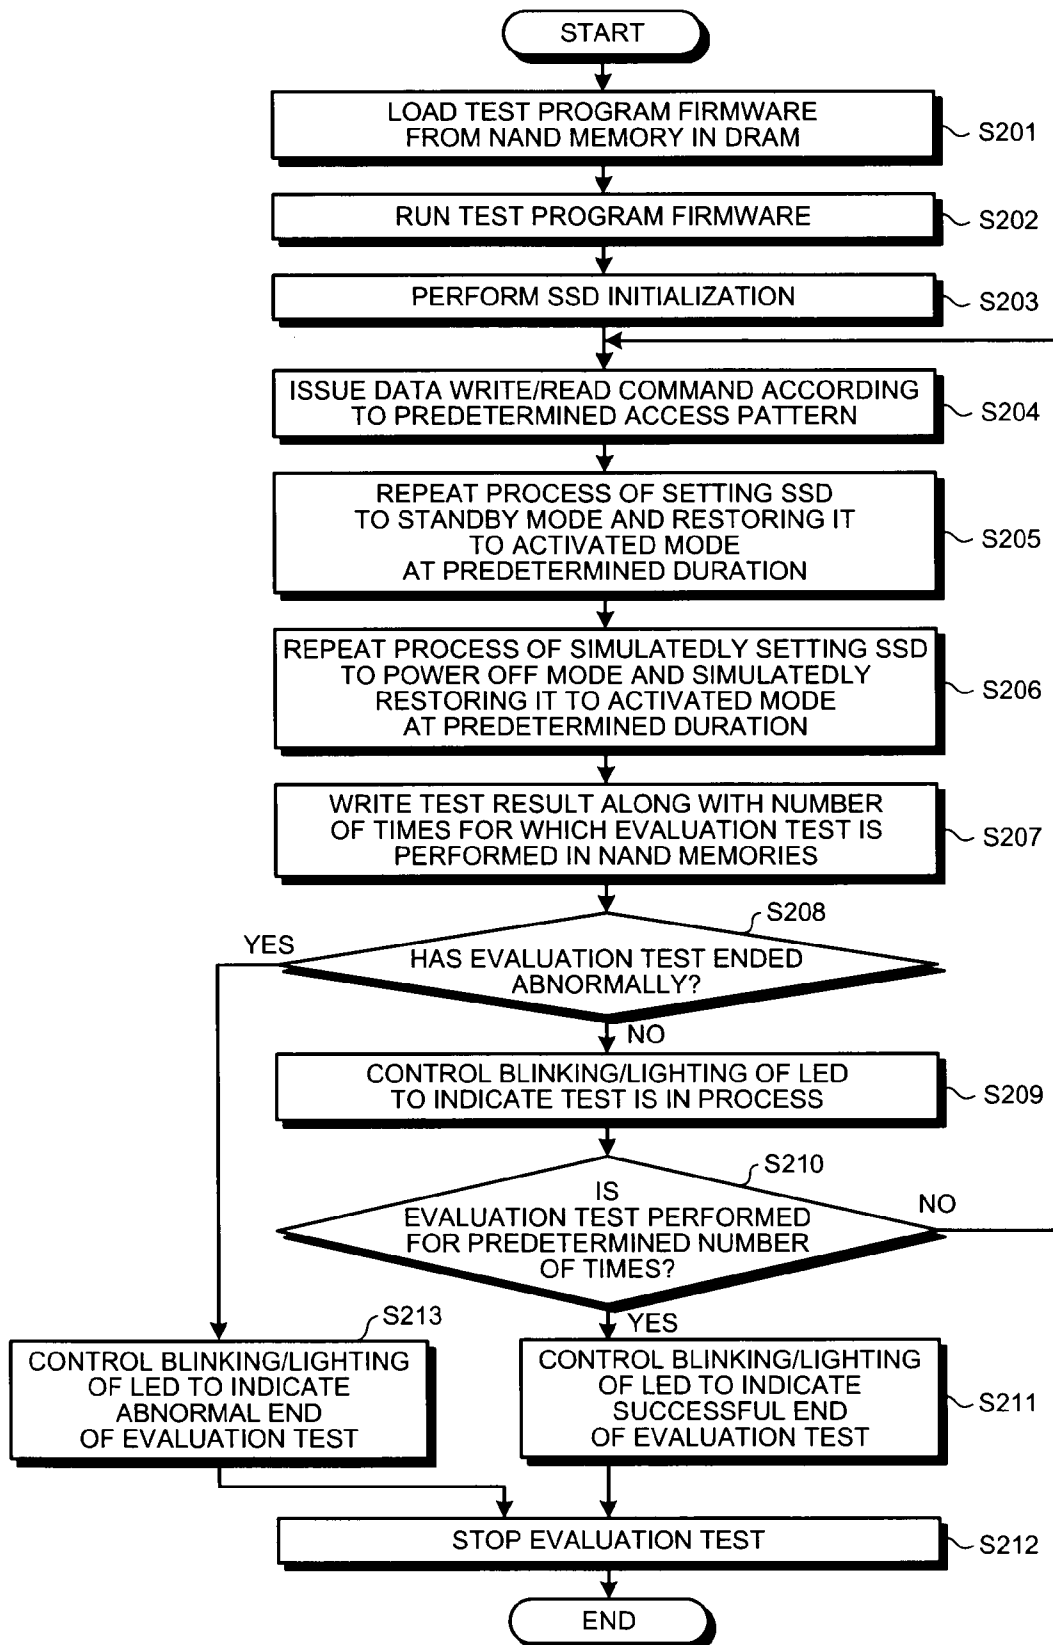 START
LOAD TEST PROGRAM FIRMWARE
FROM NAND MEMORY IN DRAM
S201
RUN TEST PROGRAM FIRMWARE
S202
PERFORM SSD INITIALIZATION
S203
ISSUE DATA WRITE/READ COMMAND ACCORDING
TO PREDETERMINED ACCESS PATTERN
S204
REPEAT PROCESS OF SETTING SSD
TO STANDBY MODE AND RESTORING IT
TO ACTIVATED MODE
AT PREDETERMINED DURATION
S205
REPEAT PROCESS OF SIMULATEDLY SETTING SSD
TO POWER OFF MODE AND SIMULATEDLY
RESTORING IT TO ACTIVATED MODE
AT PREDETERMINED DURATION
S206
WRITE TEST RESULT ALONG WITH NUMBER
OF TIMES FOR WHICH EVALUATION TEST IS
PERFORMED IN NAND MEMORIES
S207
S208
YES
HAS EVALUATION TEST ENDED
ABNORMALLY?
NO
CONTROL BLINKING/LIGHTING OF LED
TO INDICATE TEST IS IN PROCESS
S209
S210
IS
EVALUATION TEST PERFORMED
FOR PREDETERMINED NUMBER
OF TIMES?
NO
YES
S213
CONTROL BLINKING/LIGHTING
OF LED TO INDICATE
ABNORMAL END
OF EVALUATION TEST
CONTROL BLINKING/LIGHTING
OF LED TO INDICATE
SUCCESSFUL END
OF EVALUATION TEST
S211
STOP EVALUATION TEST
S212
END